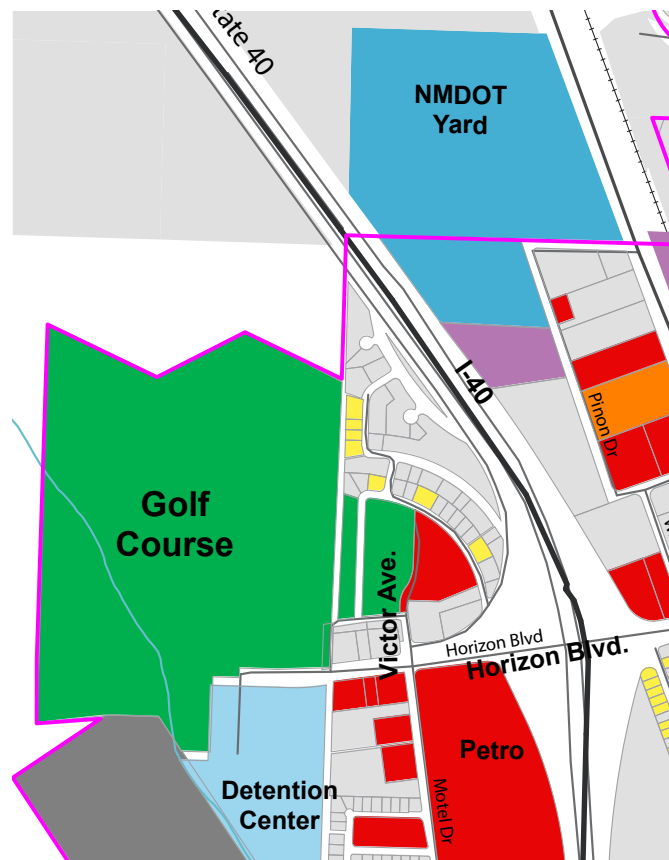 tate 40
NMDOT
Yard
I-40
Pinon Dr
Golf
Course
Victor Ave.
Horizon Blvd
Horizon Blvd.
Petro
Detention
Center
Motel Dr